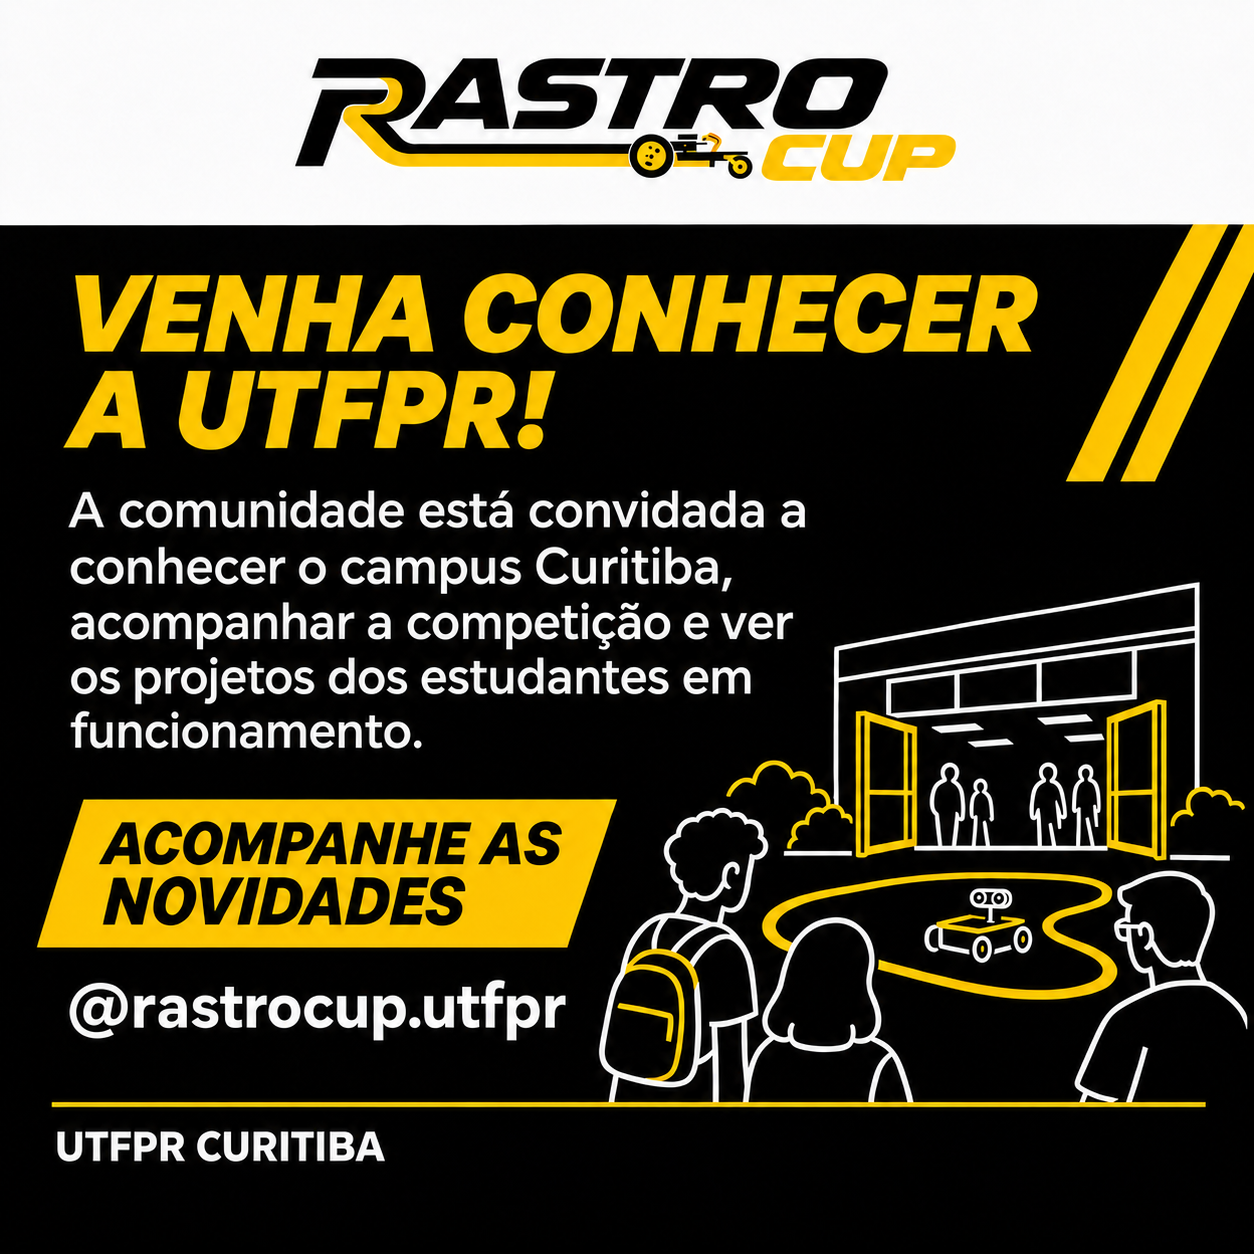 RASTRO
CUP
VENHA CONHECER
A UTFPR!
A comunidade está convidada a
conhecer o campus Curitiba,
acompanhar a competição e ver
os projetos dos estudantes em
funcionamento.
ACOMPANHE AS
NOVIDADES
@rastrocup.utfpr
UTFPR CURITIBA